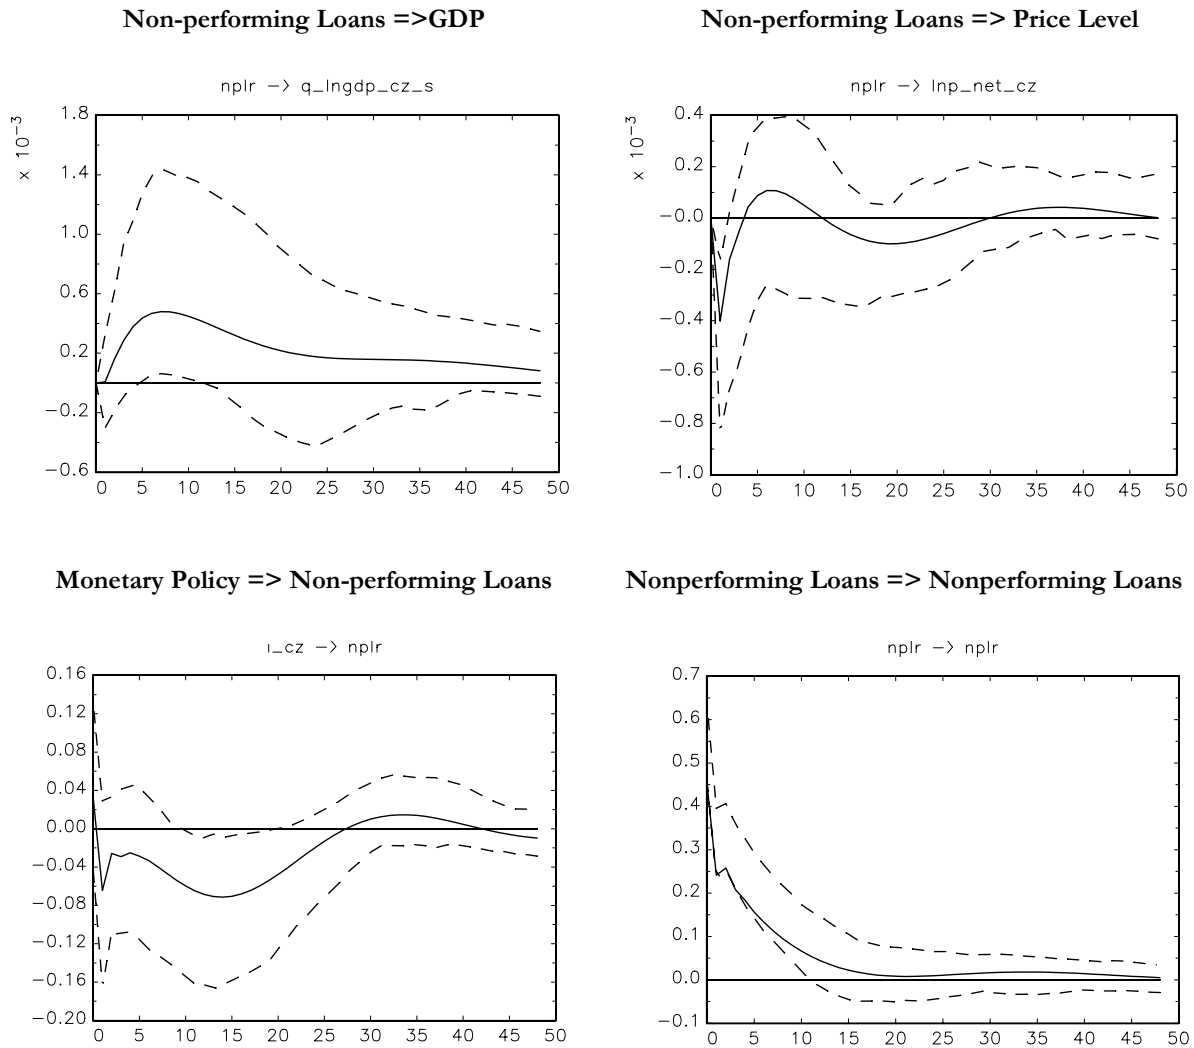 Non-performing Loans =>GDP
nplr -> q_lngdp_cz_s
x 10-3
1.8
1.4
1.0
0.6
0.2
-0.2
-0.6
0 5 10 15 20 25 30 35 40 45 50
Non-performing Loans => Price Level
nplr -> lnp_net_cz
x 10-3
0.4
0.2
-0.0
-0.2
-0.4
-0.6
-0.8
-1.0
0 5 10 15 20 25 30 35 40 45 50
Monetary Policy => Non-performing Loans
i_cz -> nplr
0.16
0.12
0.08
0.04
0.00
-0.04
-0.08
-0.12
-0.16
-0.20
0 5 10 15 20 25 30 35 40 45 50
Nonperforming Loans => Nonperforming Loans
nplr -> nplr
0.7
0.6
0.5
0.4
0.3
0.2
0.1
0.0
-0.1
0 5 10 15 20 25 30 35 40 45 50